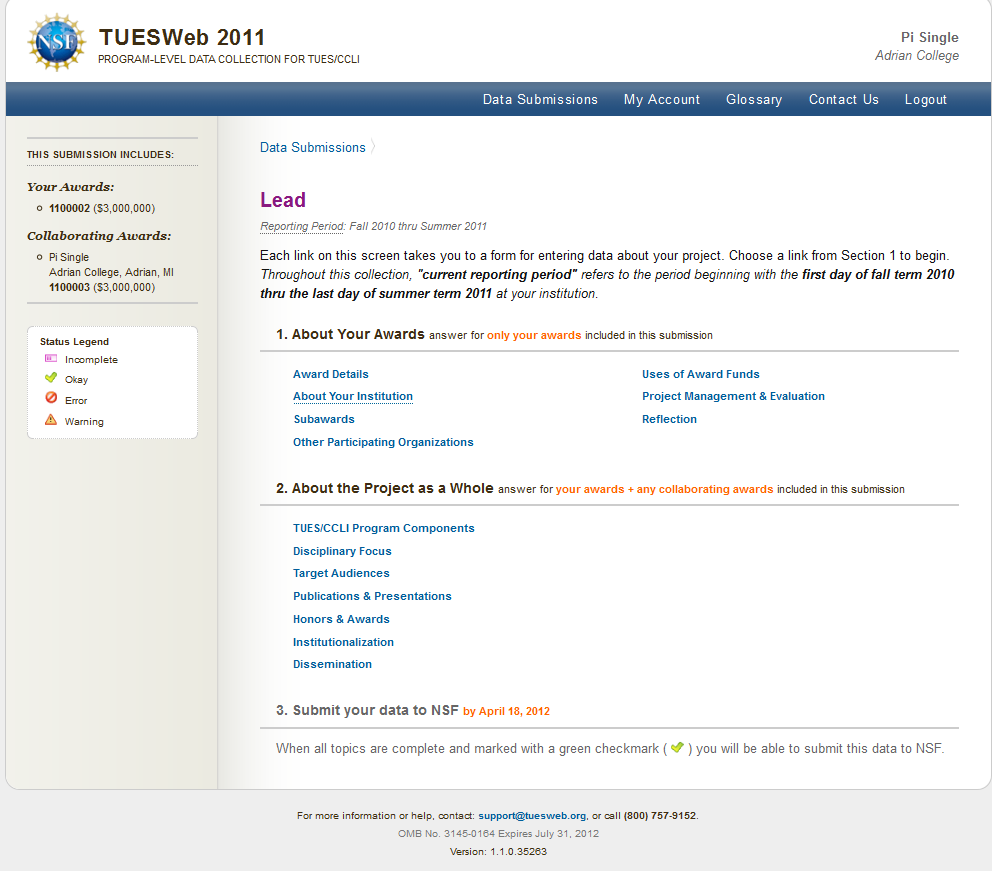 NSF
TUESWeb 2011
PROGRAM-LEVEL DATA COLLECTION FOR TUES/CCLI
Pi Single
Adrian College
Data Submissions My Account Glossary Contact Us Logout
THIS SUBMISSION INCLUDES:
Your Awards:
1100002 ($3,000,000)
Collaborating Awards:
Pi Single
Adrian College, Adrian, MI
1100003 ($3,000,000)
Status Legend
Incomplete
Okay
Error
Warning
Data Submissions
Lead
Reporting Period: Fall 2010 thru Summer 2011
Each link on this screen takes you to a form for entering data about your project. Choose a link from Section 1 to begin.
Throughout this collection, "current reporting period" refers to the period beginning with the first day of fall term 2010
thru the last day of summer term 2011 at your institution.
1. About Your Awards answer for only your awards included in this submission
Award Details
About Your Institution
Subawards
Other Participating Organizations
Uses of Award Funds
Project Management & Evaluation
Reflection
2. About the Project as a Whole answer for your awards + any collaborating awards included in this submission
TUES/CCLI Program Components
Disciplinary Focus
Target Audiences
Publications & Presentations
Honors & Awards
Institutionalization
Dissemination
3. Submit your data to NSF by April 18, 2012
When all topics are complete and marked with a green checkmark ( ) you will be able to submit this data to NSF.
For more information or help, contact: support@tuesweb.org, or call (800) 757-9152.
OMB No. 3145-0164 Expires July 31, 2012
Version: 1.1.0.35263